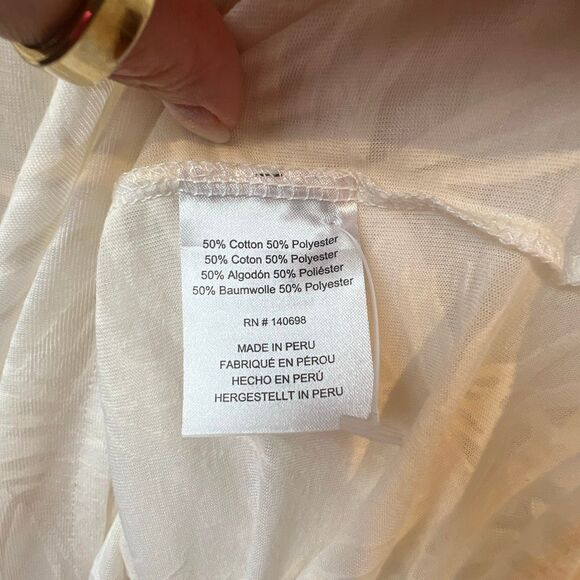 50% Cotton 50% Polyester
50% Coton 50% Polyester
50% Algodón 50% Poliéster
50% Baumwolle 50% Polyester
RN # 140698
MADE IN PERU
FABRIQUÉ EN PÉROU
HECHO EN PERÚ
HERGESTELLT IN PERU